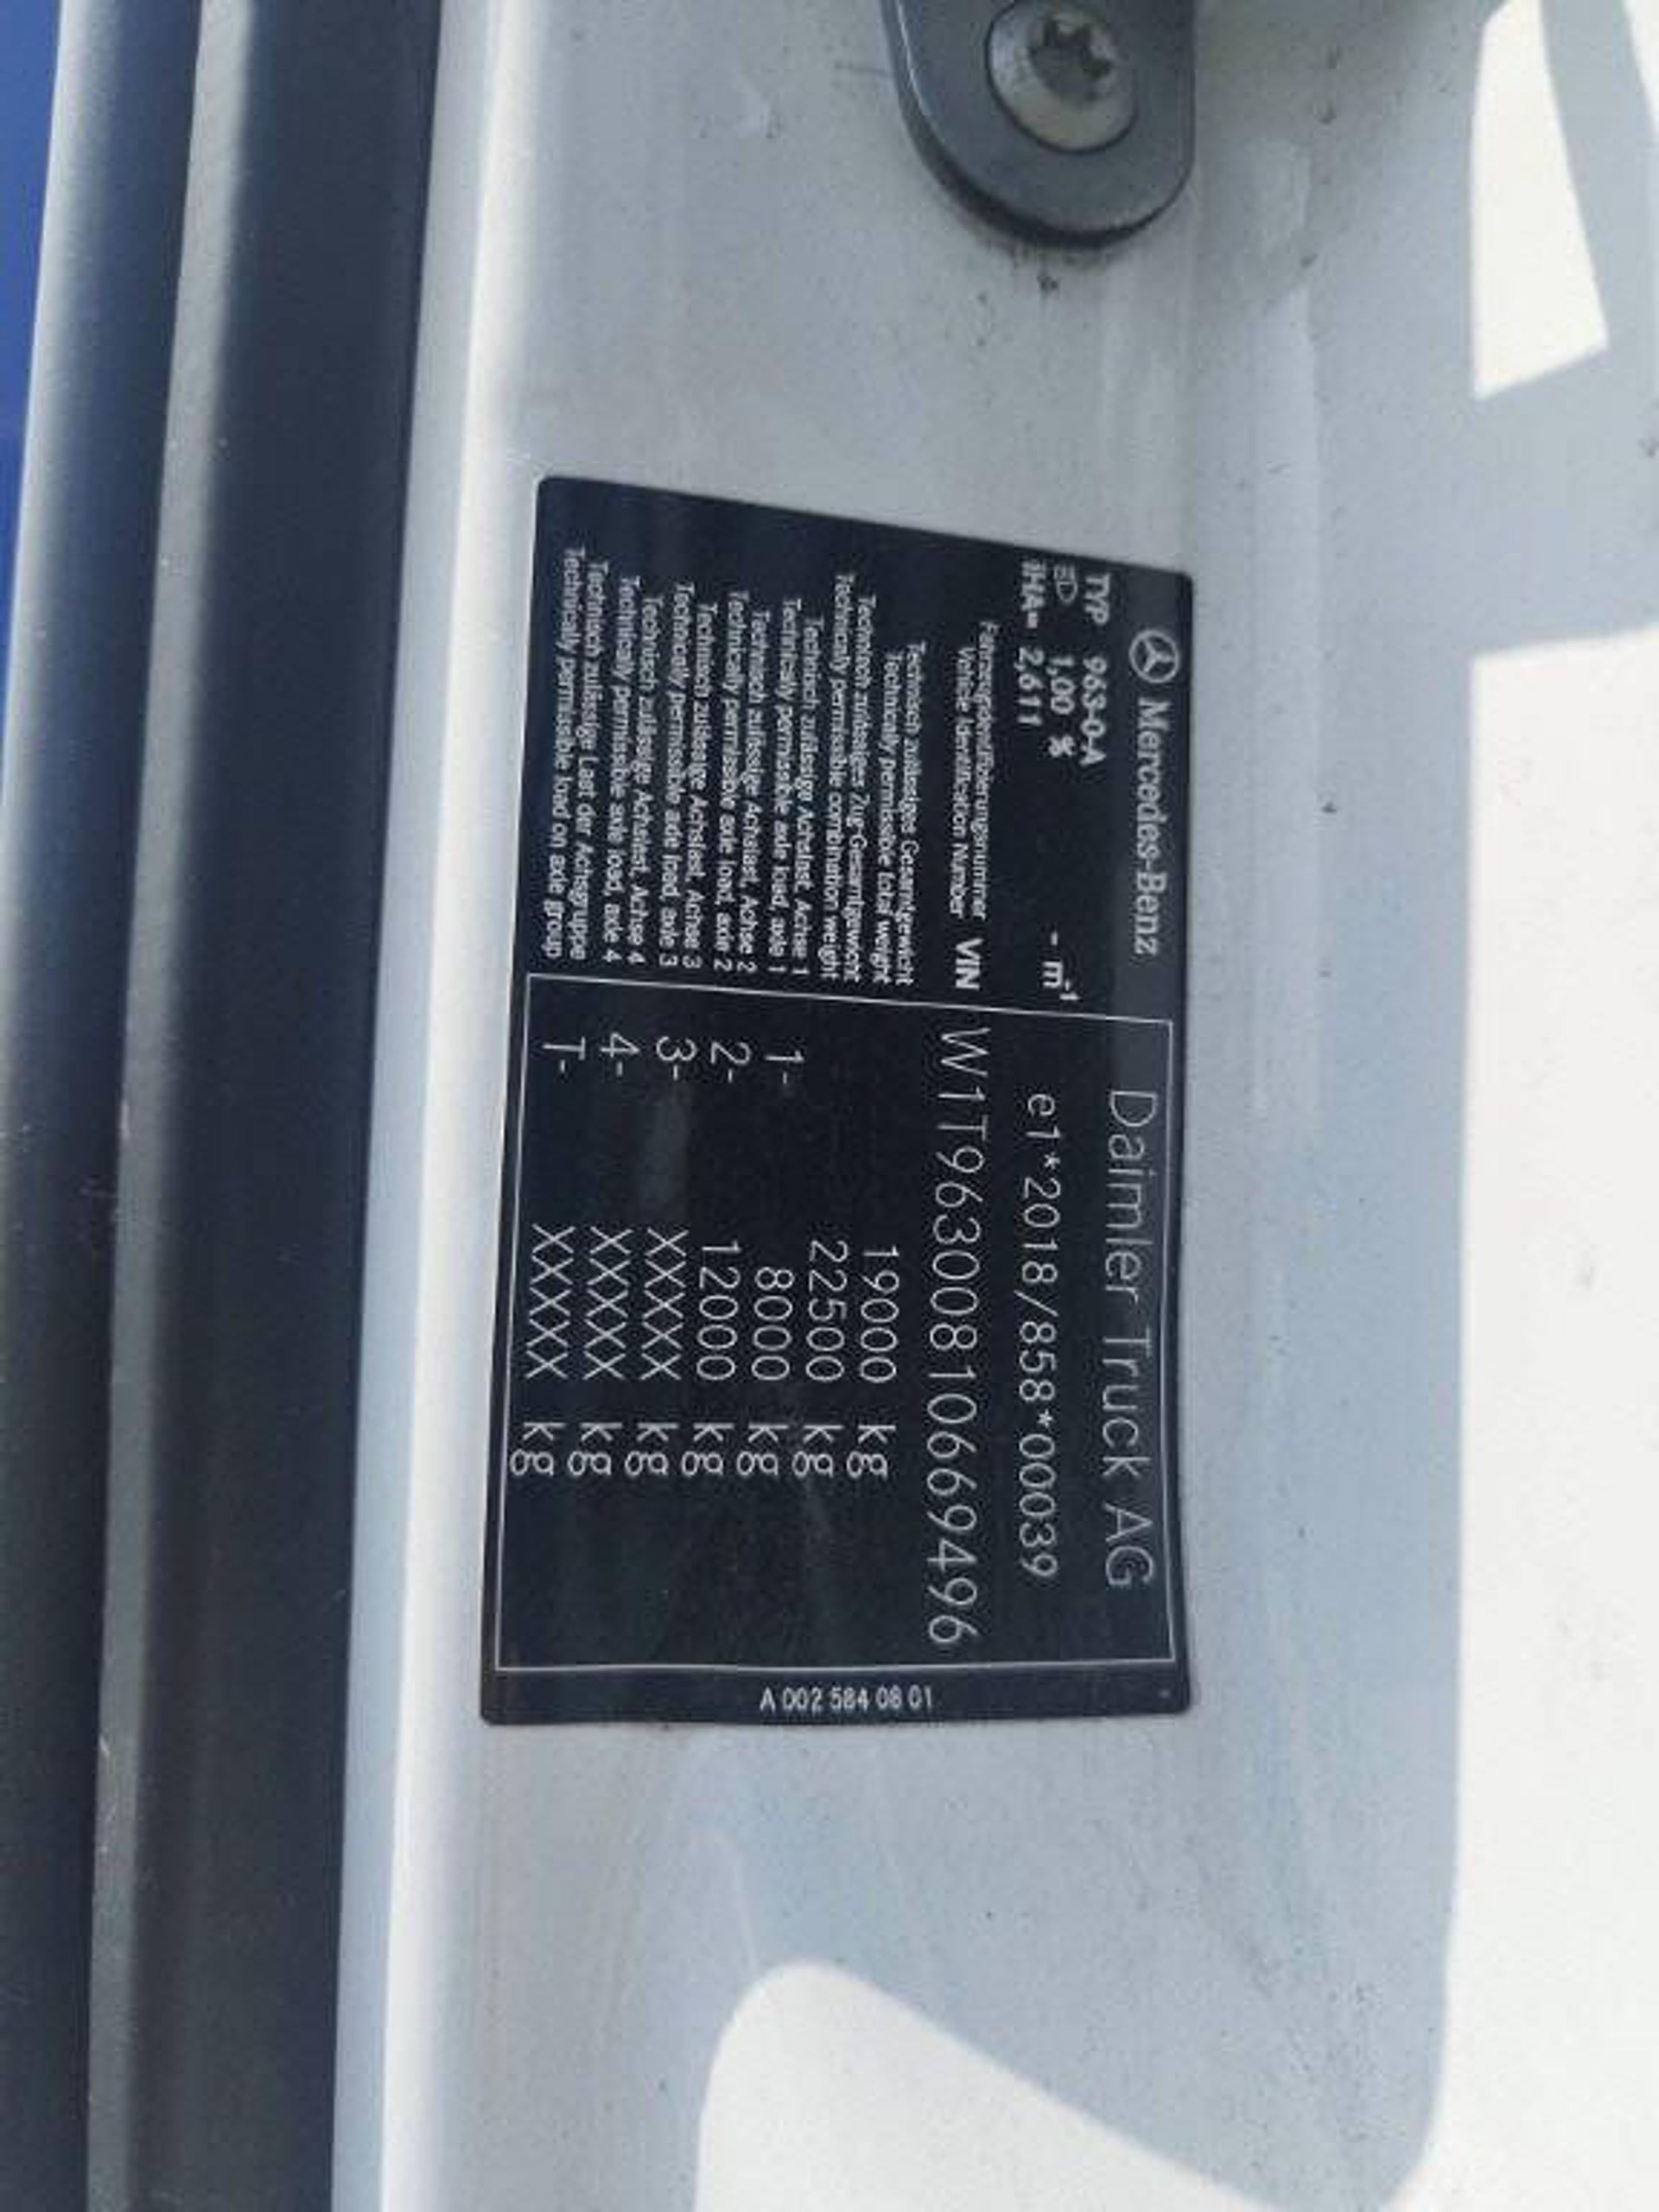 Mercedes-Benz
Daimler Truck AG
TYP 963-0-A
1,00 % - m⁻¹
e1*2018/858*00039
iHA= 2,611
Fahrzeugidentifizierungsnummer
Vehicle Identification Number VIN W1T96300810669496
Technisch zulässiges Gesamtgewicht
Technically permissible total weight 19000 kg
Technisch zulässiges Zug-Gesamtgewicht
Technically permissible combination weight 22500 kg
Technisch zulässige Achslast, Achse 1
Technically permissible axle load, axle 1 1- 8000 kg
Technisch zulässige Achslast, Achse 2
Technically permissible axle load, axle 2 2- 12000 kg
Technisch zulässige Achslast, Achse 3
Technically permissible axle load, axle 3 3- XXXXX kg
Technisch zulässige Achslast, Achse 4
Technically permissible axle load, axle 4 4- XXXXX kg
Technisch zulässige Last der Achsgruppe
Technically permissible load on axle group T- XXXXX kg
A 002 584 08 01